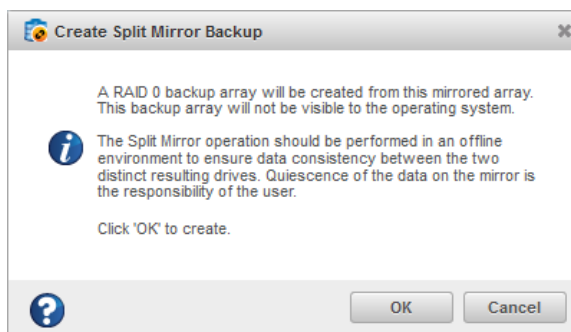 Create Split Mirror Backup
A RAID 0 backup array will be created from this mirrored array.
This backup array will not be visible to the operating system.
The Split Mirror operation should be performed in an offline
environment to ensure data consistency between the two
distinct resulting drives. Quiescence of the data on the mirror is
the responsibility of the user.
Click 'OK' to create.
OK Cancel